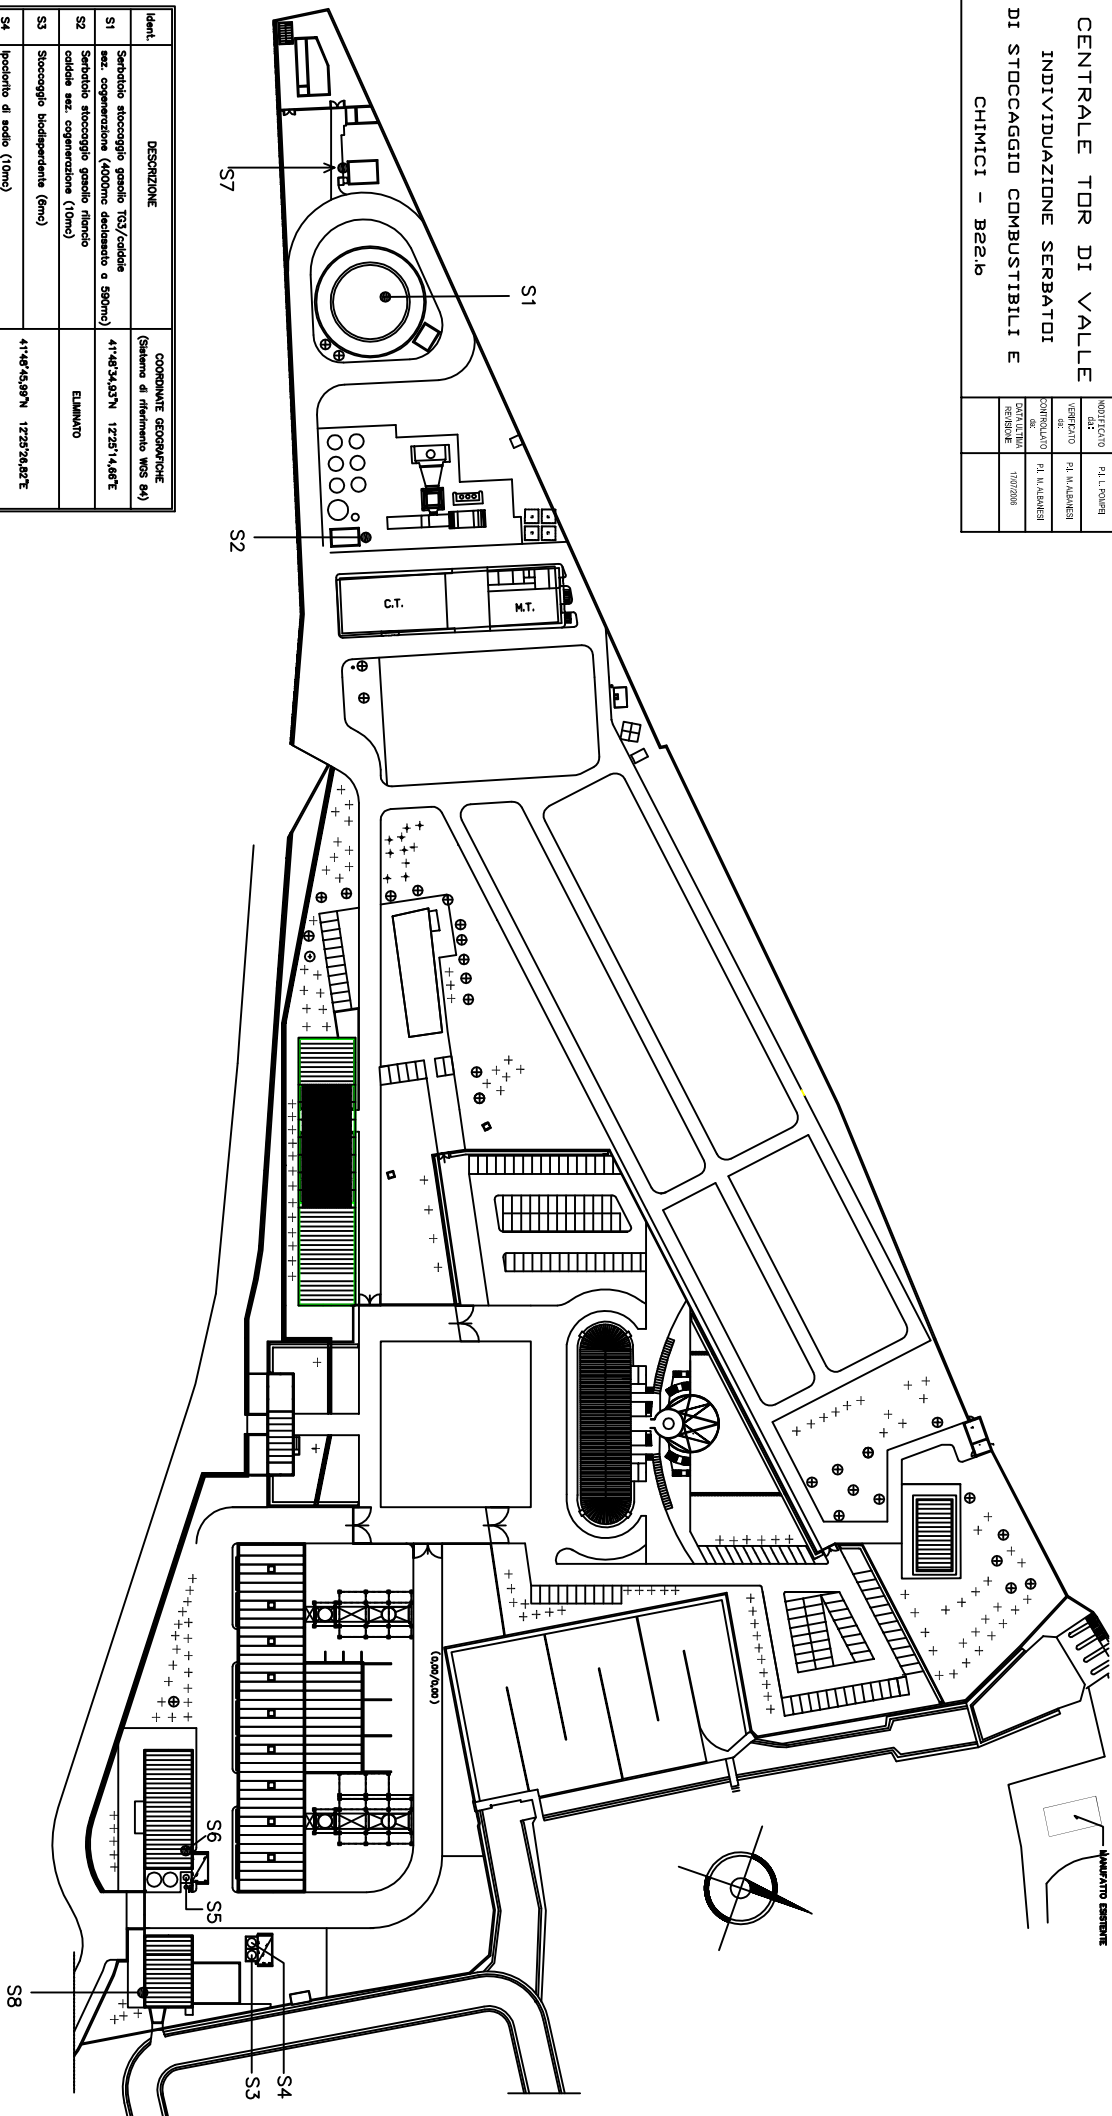 CENTRALE TOR DI VALLE
INDIVIDUAZIONE SERBATOI
DI STOCCAGGIO COMBUSTIBILI E
CHIMICI - B22.b
MODIFICATO da: P.I. L. POMPEI
VERIFICATO da: P.I. M. ALBANESI
CONTROLLATO da: P.I. M. ALBANESI
DATA ULTIMA REVISIONE 17/07/2008
S7
S1
S2
C.T.
M.T.
(0,00/0,00)
MANUFATTO ESISTENTE
S6
S5
S4
S3
S8
Ident. DESCRIZIONE COORDINATE GEOGRAFICHE
(Sistema di riferimento WGS 84)
S1 Serbatoio stoccaggio gasolio TG3/caldaie
sez. cogenerazione (4000mc declassato a 590mc) 41°48'34,93"N 12°25'14,66"E
S2 Serbatoio stoccaggio gasolio rilancio
caldaie sez. cogenerazione (10mc) ELIMINATO
S3 Stoccaggio biodisperdente (6mc) 41°48'45,99"N 12°25'26,82"E
S4 Ipoclorito di sodio (10mc)